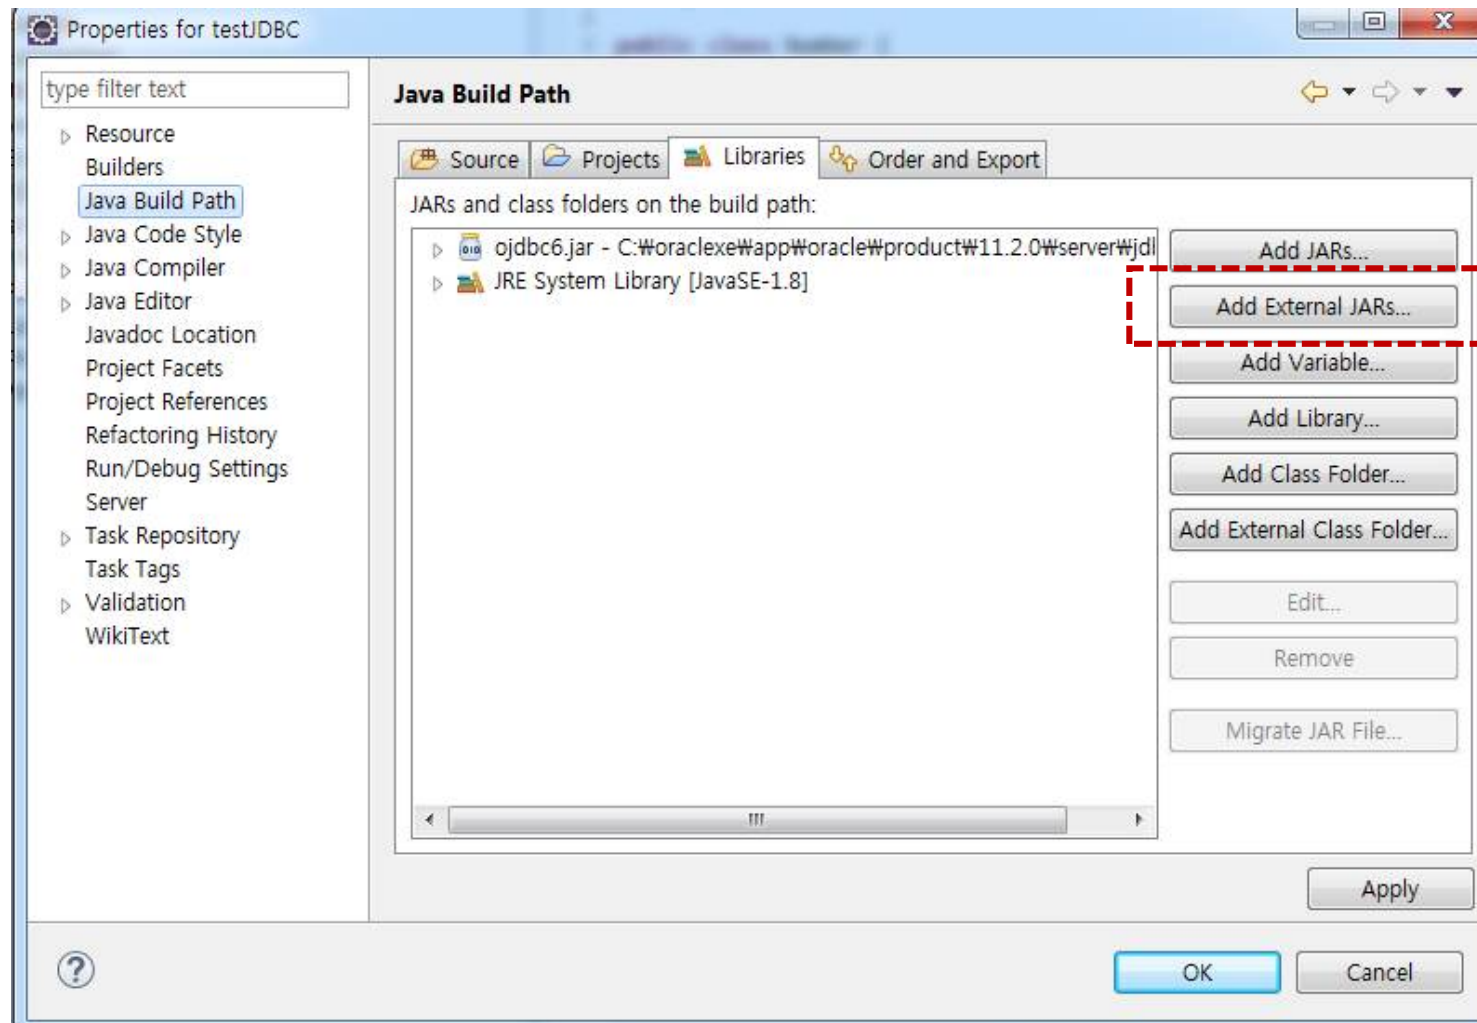 Properties for testJDBC
public class Number {
type filter text
Resource
Builders
Java Build Path
Java Code Style
Java Compiler
Java Editor
Javadoc Location
Project Facets
Project References
Refactoring History
Run/Debug Settings
Server
Task Repository
Task Tags
Validation
WikiText
Java Build Path
Source
Projects
Libraries
Order and Export
JARs and class folders on the build path:
ojdbc6.jar - C:₩oraclexe₩app₩oracle₩product₩11.2.0₩server₩jdl
JRE System Library [JavaSE-1.8]
Add JARs...
Add External JARs...
Add Variable...
Add Library...
Add Class Folder...
Add External Class Folder...
Edit...
Remove
Migrate JAR File...
Apply
OK
Cancel